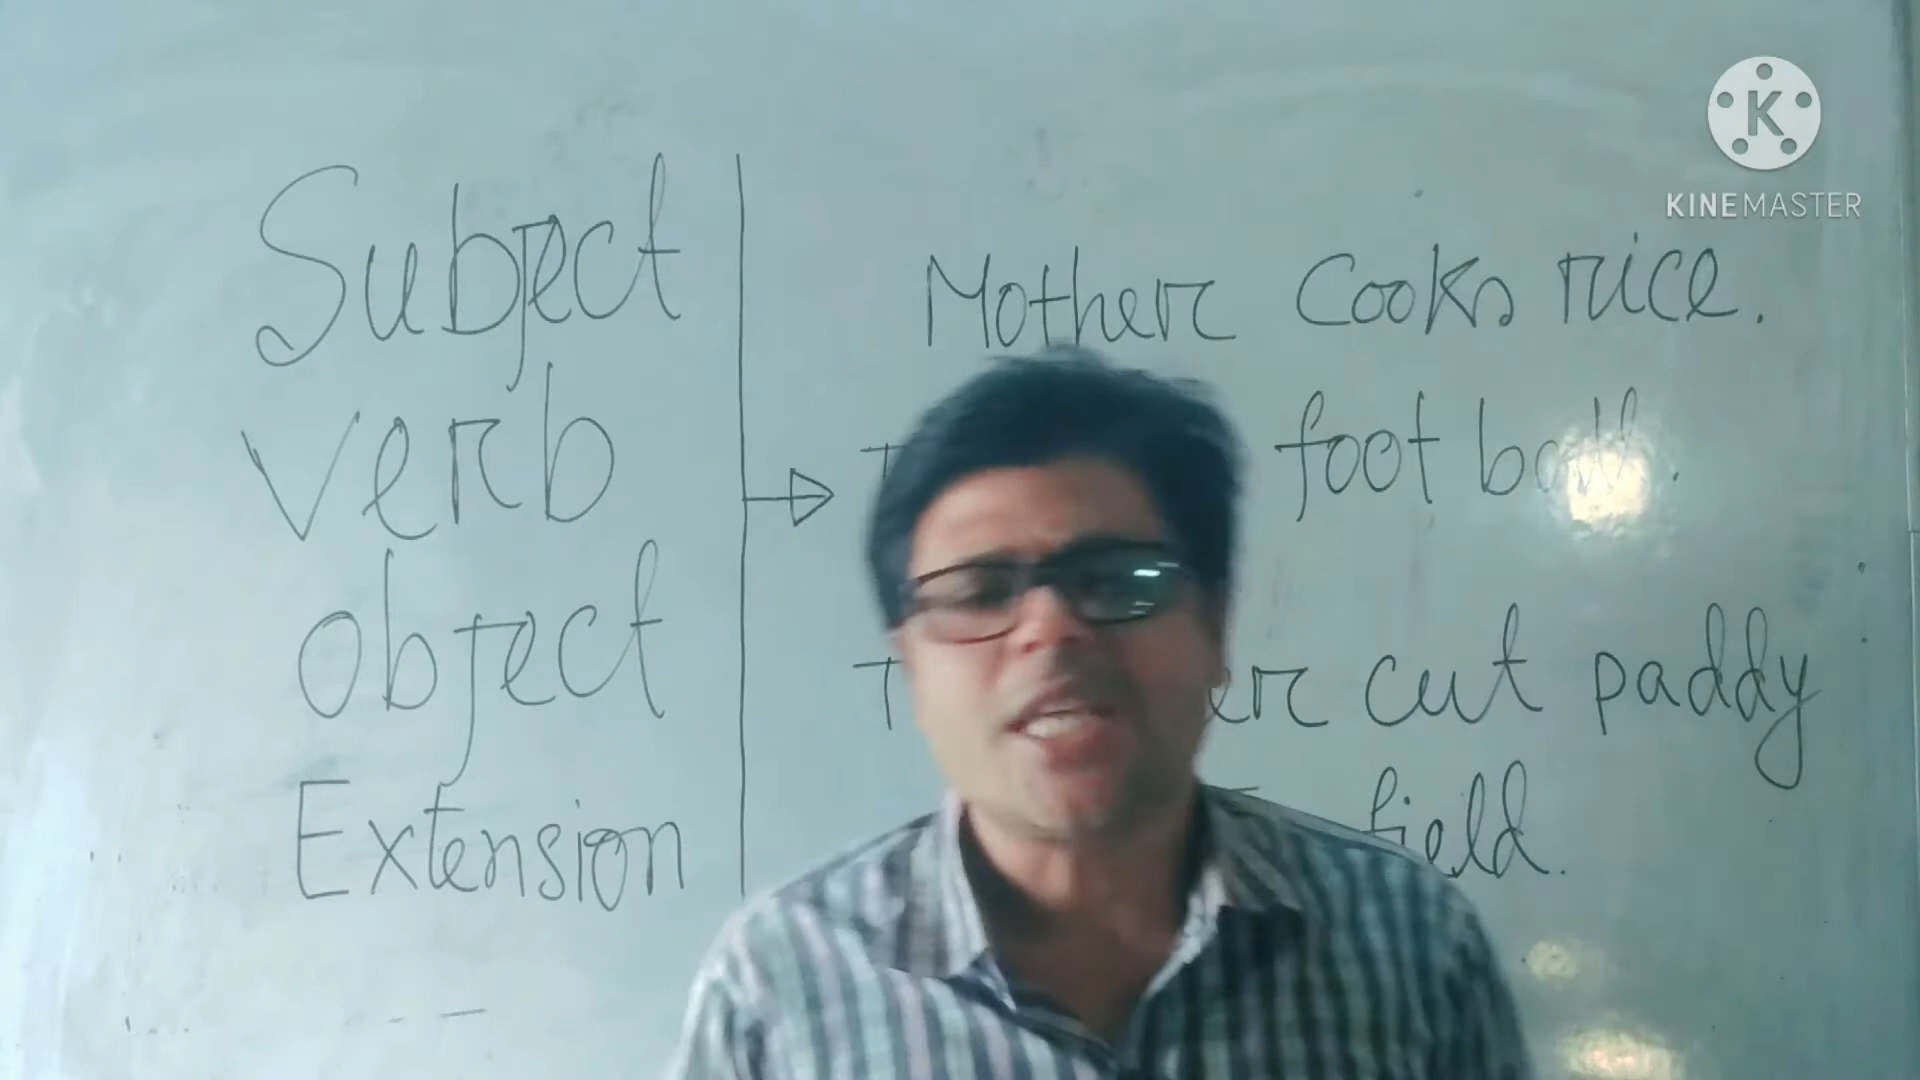 Subject
verb
object
Extension
Mother Cooks rice.
foot ball.
cut paddy
field.
KINEMASTER